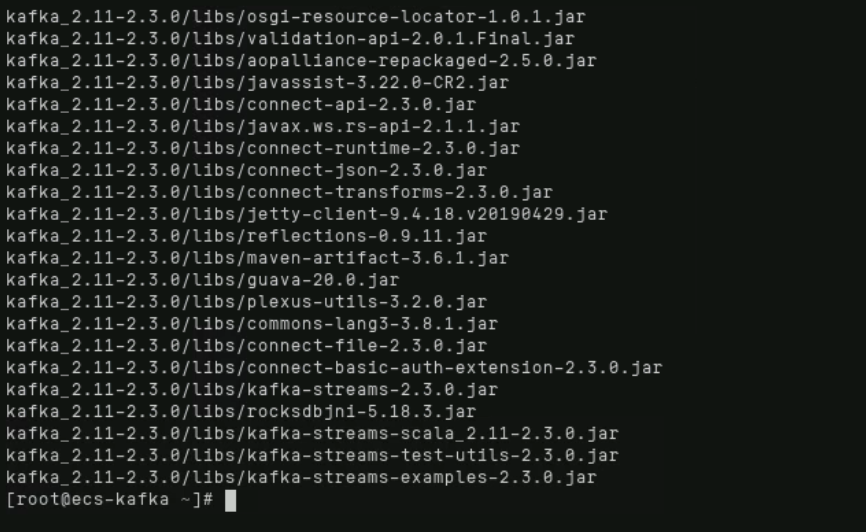 kafka_2.11-2.3.0/libs/osgi-resource-locator-1.0.1.jar
kafka_2.11-2.3.0/libs/validation-api-2.0.1.Final.jar
kafka_2.11-2.3.0/libs/aopalliance-repackaged-2.5.0.jar
kafka_2.11-2.3.0/libs/javassist-3.22.0-CR2.jar
kafka_2.11-2.3.0/libs/connect-api-2.3.0.jar
kafka_2.11-2.3.0/libs/javax.ws.rs-api-2.1.1.jar
kafka_2.11-2.3.0/libs/connect-runtime-2.3.0.jar
kafka_2.11-2.3.0/libs/connect-json-2.3.0.jar
kafka_2.11-2.3.0/libs/connect-transforms-2.3.0.jar
kafka_2.11-2.3.0/libs/jetty-client-9.4.18.v20190429.jar
kafka_2.11-2.3.0/libs/reflections-0.9.11.jar
kafka_2.11-2.3.0/libs/maven-artifact-3.6.1.jar
kafka_2.11-2.3.0/libs/guava-20.0.jar
kafka_2.11-2.3.0/libs/plexus-utils-3.2.0.jar
kafka_2.11-2.3.0/libs/commons-lang3-3.8.1.jar
kafka_2.11-2.3.0/libs/connect-file-2.3.0.jar
kafka_2.11-2.3.0/libs/connect-basic-auth-extension-2.3.0.jar
kafka_2.11-2.3.0/libs/kafka-streams-2.3.0.jar
kafka_2.11-2.3.0/libs/rocksdbjni-5.18.3.jar
kafka_2.11-2.3.0/libs/kafka-streams-scala_2.11-2.3.0.jar
kafka_2.11-2.3.0/libs/kafka-streams-test-utils-2.3.0.jar
kafka_2.11-2.3.0/libs/kafka-streams-examples-2.3.0.jar
[root@ecs-kafka ~]#